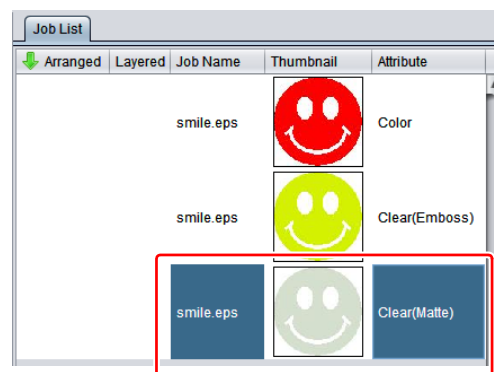 Job List
Arranged Layered Job Name Thumbnail Attribute
smile.eps Color
smile.eps Clear(Emboss)
smile.eps Clear(Matte)